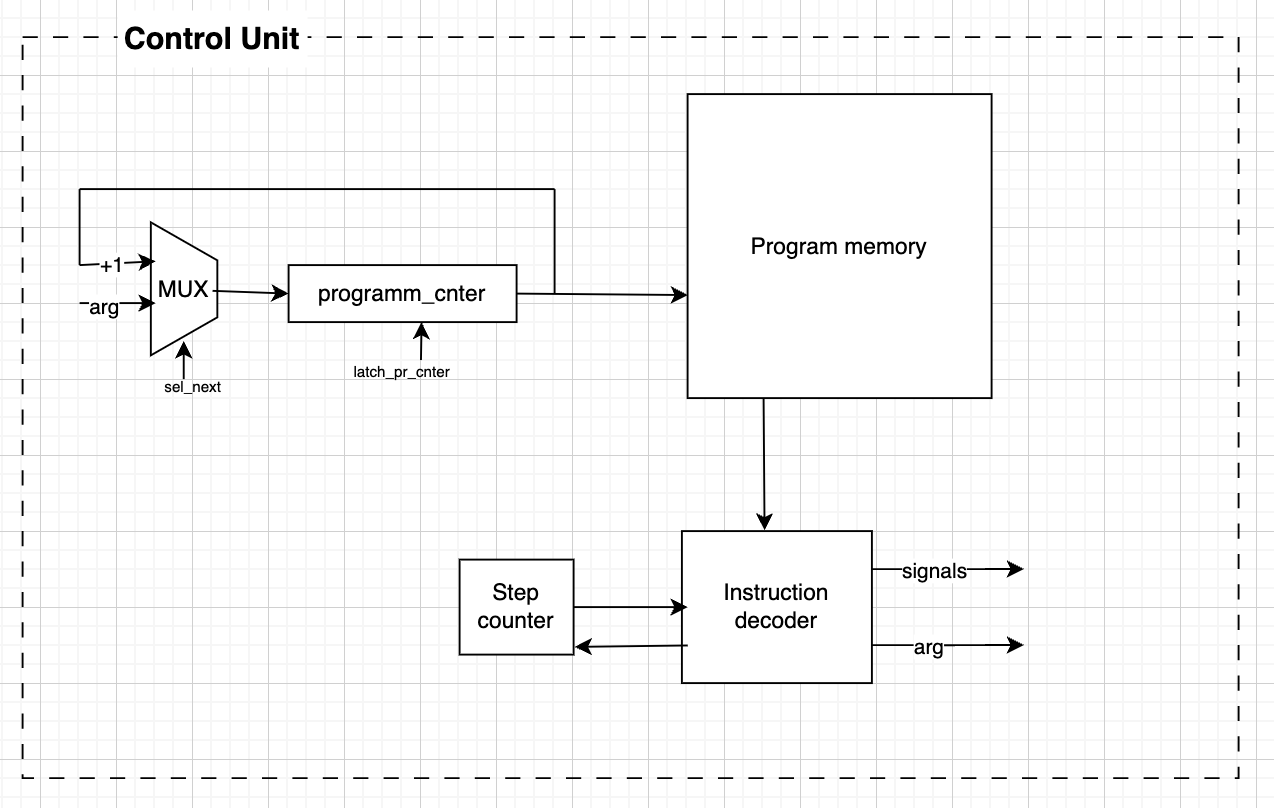 Control Unit
Program memory
+1
MUX
arg
programm_cnter
sel_next
latch_pr_cnter
Step
counter
Instruction
decoder
signals
arg